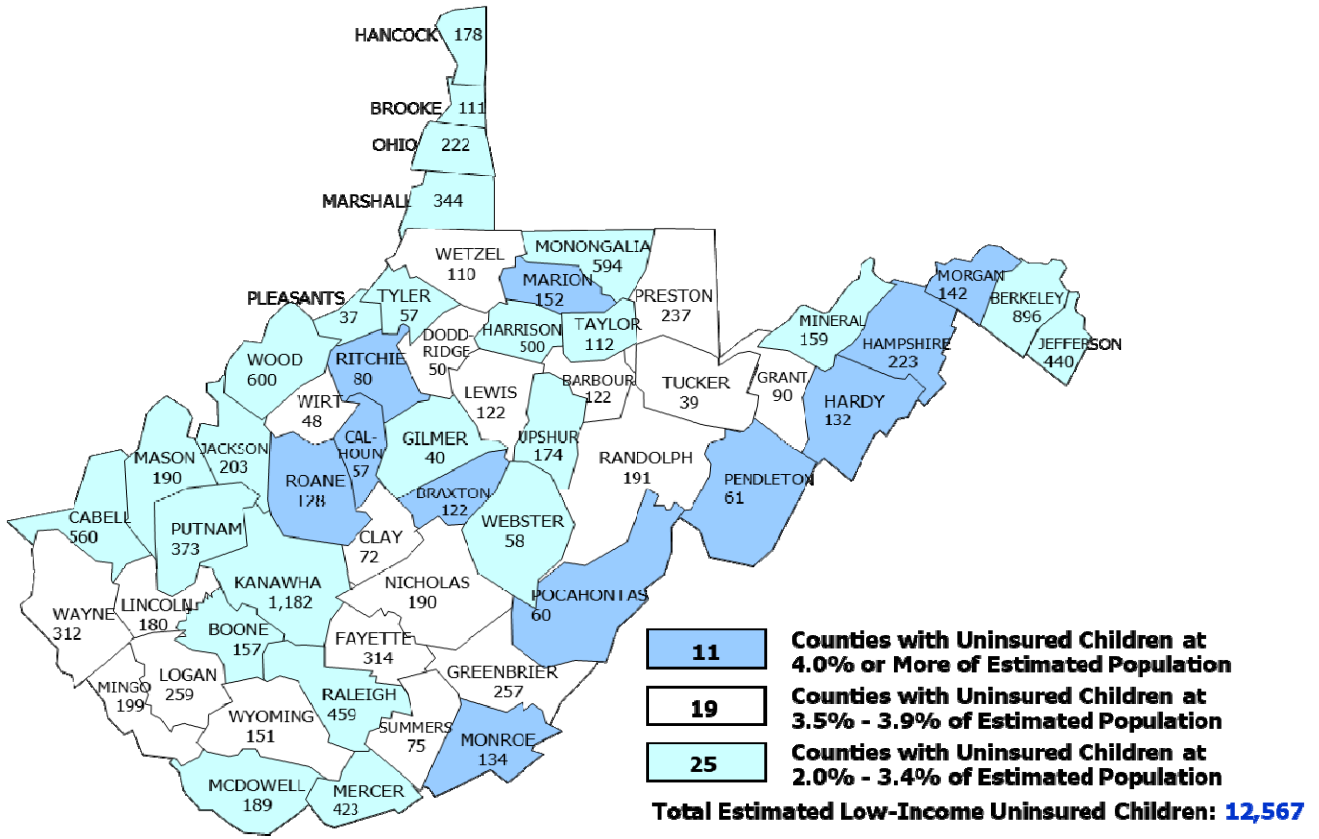 HANCOCK 178
BROOKE 111
OHIO 222
MARSHALL 344
WETZEL
110
MONONGALIA
594
MARION
152
PRESTON
237
PLEASANTS
37
TYLER
57
DODD-
RIDGE
50
HARRISON
500
TAYLOR
112
MORGAN
142
BERKELEY
896
JEFFERSON
440
MINERAL
159
HAMPSHIRE
223
WOOD
600
RITCHIE
80
WIRT
48
LEWIS
122
BARBOUR
122
TUCKER
39
GRANT
90
HARDY
132
MASON
190
JACKSON
203
ROANE
128
CAL-
HOUN
57
GILMER
40
UPSHUR
174
RANDOLPH
191
PENDLETON
61
BRAXTON
122
CABELL
560
PUTNAM
373
CLAY
72
WEBSTER
58
KANAWHA
1,182
NICHOLAS
190
POCAHONTAS
60
WAYNE
312
LINCOLN
180
BOONE
157
FAYETTE
314
GREENBRIER
257
MINGO
199
LOGAN
259
WYOMING
151
RALEIGH
459
SUMMERS
75
MONROE
134
MCDOWELL
189
MERCER
423
11 Counties with Uninsured Children at
4.0% or More of Estimated Population
19 Counties with Uninsured Children at
3.5% - 3.9% of Estimated Population
25 Counties with Uninsured Children at
2.0% - 3.4% of Estimated Population
Total Estimated Low-Income Uninsured Children: 12,567